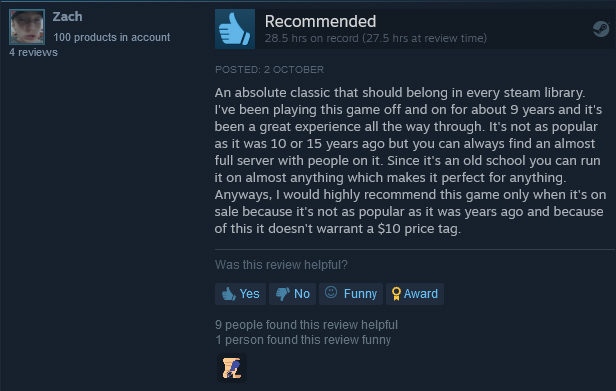 Zach
100 products in account
4 reviews
Recommended
28.5 hrs on record (27.5 hrs at review time)
POSTED: 2 OCTOBER
An absolute classic that should belong in every steam library.
I've been playing this game off and on for about 9 years and it's
been a great experience all the way through. It's not as popular
as it was 10 or 15 years ago but you can always find an almost
full server with people on it. Since it's an old school you can run
it on almost anything which makes it perfect for anything.
Anyways, I would highly recommend this game only when it's on
sale because it's not as popular as it was years ago and because
of this it doesn't warrant a $10 price tag.
Was this review helpful?
Yes No Funny Award
9 people found this review helpful
1 person found this review funny